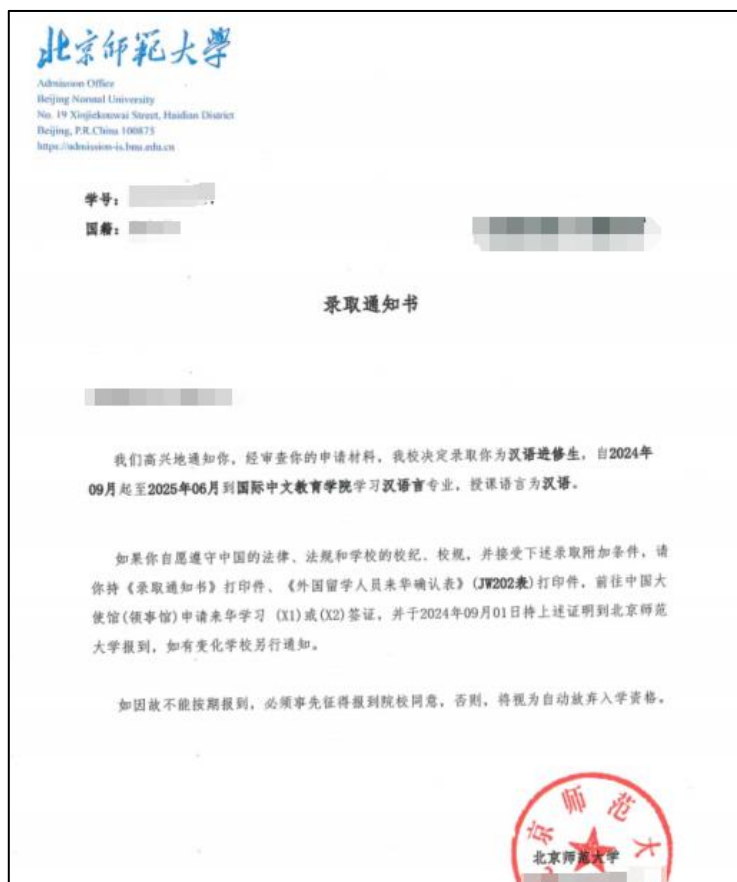 北京师范大學
Admission Office
Beijing Normal University
No. 19 Xinjiekouwai Street, Haidian District
Beijing, P.R.China 100875
https://admission-is.bnu.edu.cn
学号：
国籍：
录取通知书
我们高兴地通知你，经审查你的申请材料，我校决定录取你为汉语进修生，自2024年
09月起至2025年06月到国际中文教育学院学习汉语言专业，授课语言为汉语。
如果你自愿遵守中国的法律、法规和学校的校纪、校规，并接受下述录取附加条件，请
你持《录取通知书》打印件、《外国留学人员来华确认表》(JW202表)打印件，前往中国大
使馆(领事馆)申请来华学习 (X1)或(X2)签证，并于2024年09月01日持上述证明到北京师范
大学报到，如有变化学校另行通知。
如因故不能按期报到，必须事先征得报到院校同意，否则，将视为自动放弃入学资格。
京师范大
北京师范大学